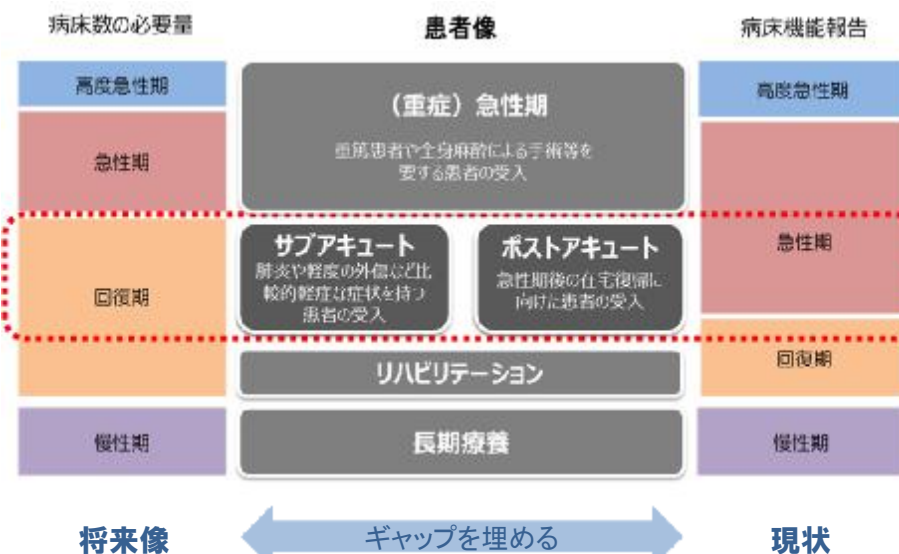 病床数の必要量
患者像
病床機能報告
高度急性期
急性期
回復期
慢性期
(重症)急性期
重篤患者や全身麻酔による手術等を
要する患者の受入
サブアキュート
肺炎や軽度の外傷など比
較的軽症な症状を持つ
患者の受入
ポストアキュート
急性期後の在宅復帰に
向けた患者の受入
リハビリテーション
長期療養
高度急性期
急性期
回復期
慢性期
将来像
ギャップを埋める
現状